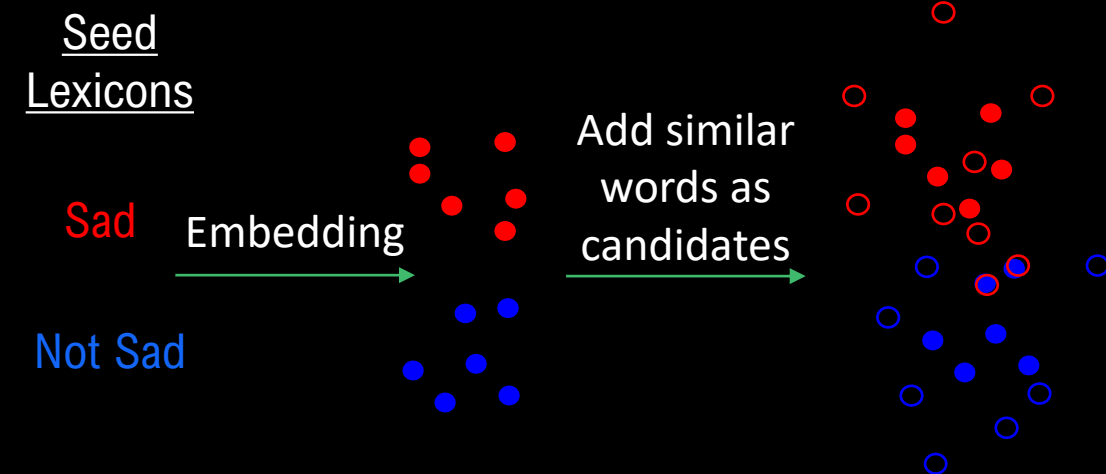 Seed
Lexicons
Sad
Not Sad
Embedding
Add similar
words as
candidates